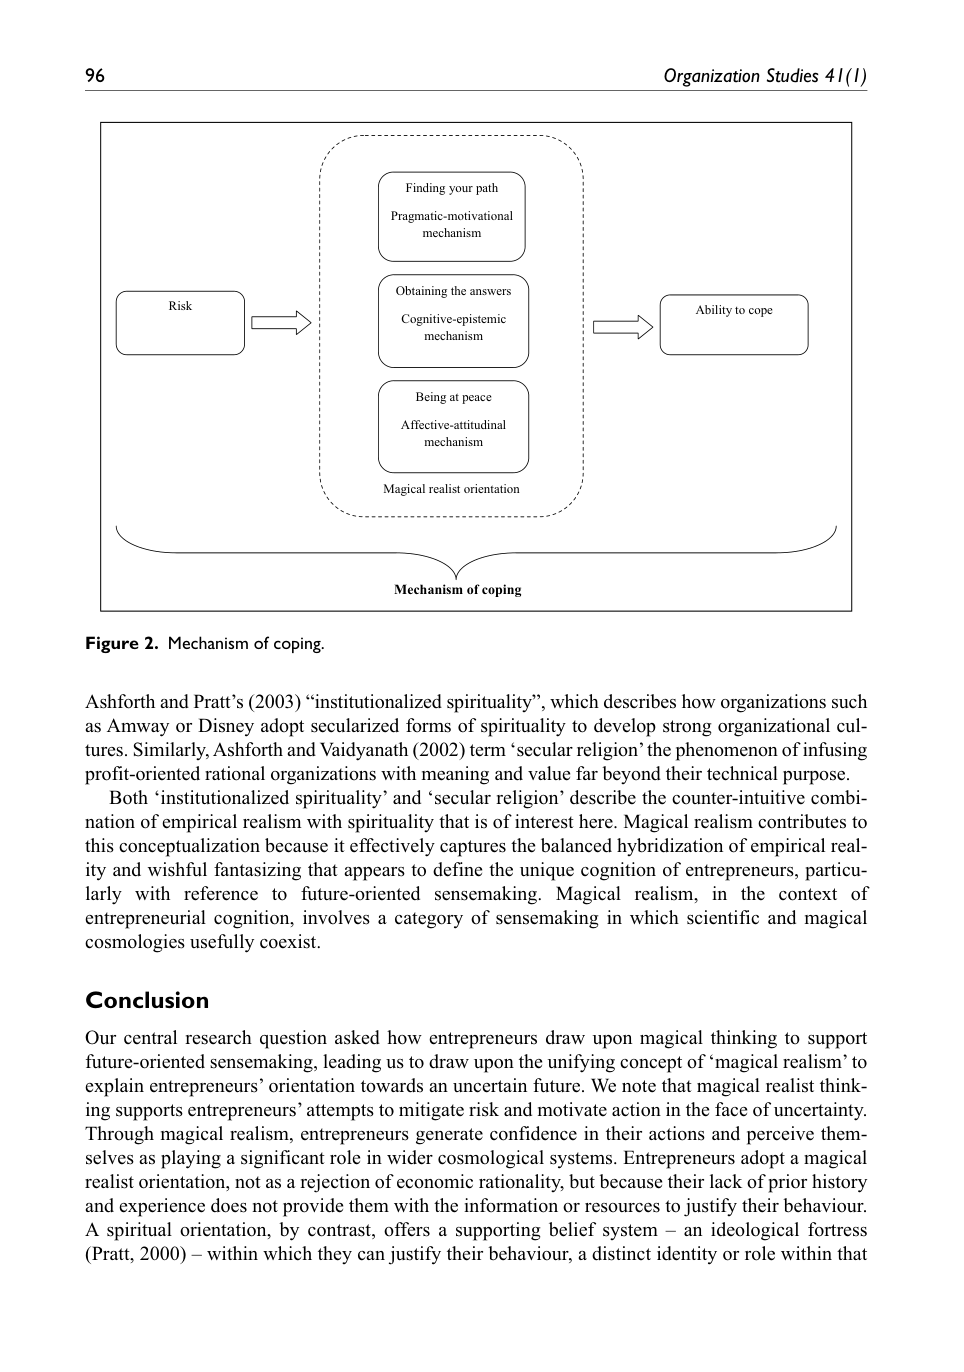 96
Organization Studies 41(1)
Finding your path
Pragmatic-motivational
mechanism
Obtaining the answers
Cognitive-epistemic
mechanism
Being at peace
Affective-attitudinal
mechanism
Magical realist orientation
Risk
Ability to cope
Mechanism of coping
Figure 2. Mechanism of coping.
Ashforth and Pratt’s (2003) “institutionalized spirituality”, which describes how organizations such
as Amway or Disney adopt secularized forms of spirituality to develop strong organizational cul-
tures. Similarly, Ashforth and Vaidyanath (2002) term ‘secular religion’ the phenomenon of infusing
profit-oriented rational organizations with meaning and value far beyond their technical purpose.
Both ‘institutionalized spirituality’ and ‘secular religion’ describe the counter-intuitive combi-
nation of empirical realism with spirituality that is of interest here. Magical realism contributes to
this conceptualization because it effectively captures the balanced hybridization of empirical real-
ity and wishful fantasizing that appears to define the unique cognition of entrepreneurs, particu-
larly with reference to future-oriented sensemaking. Magical realism, in the context of
entrepreneurial cognition, involves a category of sensemaking in which scientific and magical
cosmologies usefully coexist.
Conclusion
Our central research question asked how entrepreneurs draw upon magical thinking to support
future-oriented sensemaking, leading us to draw upon the unifying concept of ‘magical realism’ to
explain entrepreneurs’ orientation towards an uncertain future. We note that magical realist think-
ing supports entrepreneurs’ attempts to mitigate risk and motivate action in the face of uncertainty.
Through magical realism, entrepreneurs generate confidence in their actions and perceive them-
selves as playing a significant role in wider cosmological systems. Entrepreneurs adopt a magical
realist orientation, not as a rejection of economic rationality, but because their lack of prior history
and experience does not provide them with the information or resources to justify their behaviour.
A spiritual orientation, by contrast, offers a supporting belief system – an ideological fortress
(Pratt, 2000) – within which they can justify their behaviour, a distinct identity or role within that